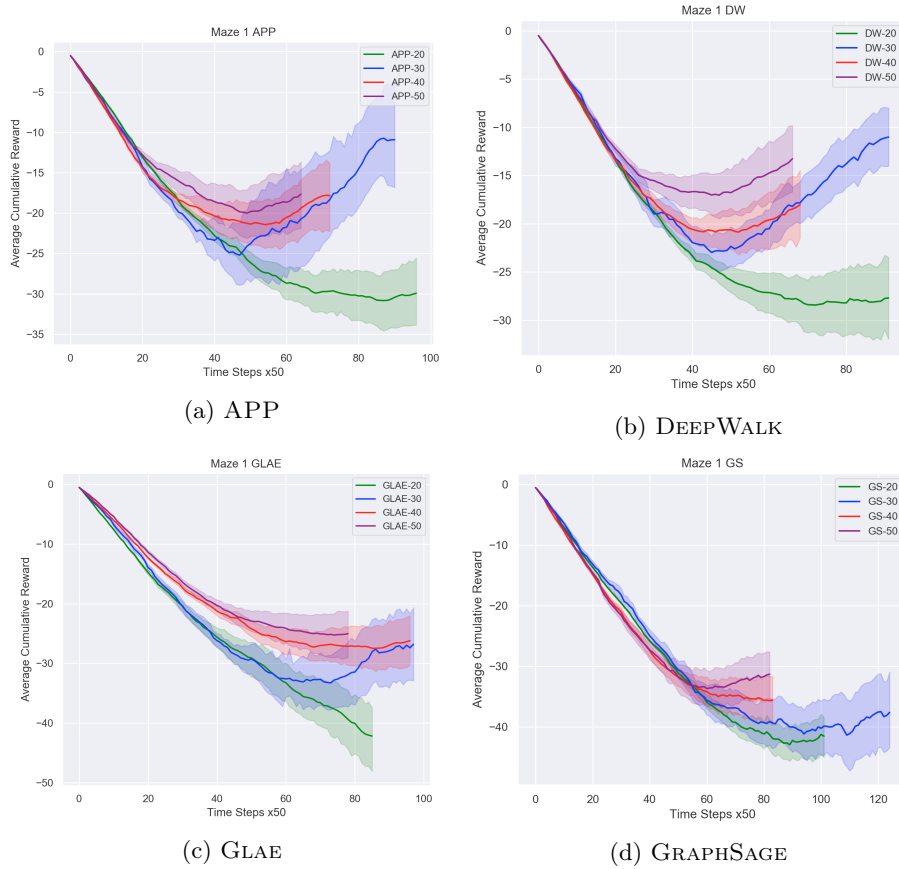 Maze 1 APP
Average Cumulative Reward
0
−5
−10
−15
−20
−25
−30
−35
0 20 40 60 80 100
Time Steps x50
APP-20
APP-30
APP-40
APP-50
(a) APP
Maze 1 DW
Average Cumulative Reward
0
−5
−10
−15
−20
−25
−30
0 20 40 60 80
Time Steps x50
DW-20
DW-30
DW-40
DW-50
(b) DEEPWALK
Maze 1 GLAE
Average Cumulative Reward
0
−10
−20
−30
−40
−50
0 20 40 60 80 100
Time Steps x50
GLAE-20
GLAE-30
GLAE-40
GLAE-50
(c) GLAE
Maze 1 GS
Average Cumulative Reward
0
−10
−20
−30
−40
0 20 40 60 80 100 120
Time Steps x50
GS-20
GS-30
GS-40
GS-50
(d) GRAPHSAGE